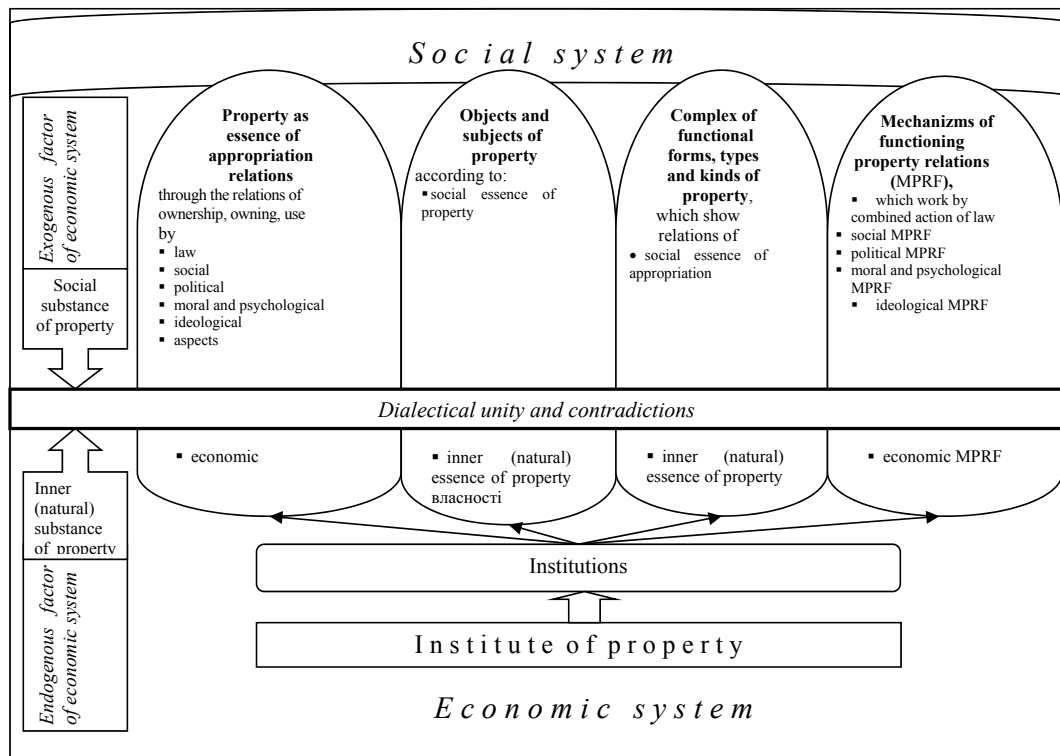 Social system
Exogenous factor
of economic system
Social
substance
of property
Property as
essence of
appropriation
relations
through the relations of
ownership, owning, use
by
▪ law
▪ social
▪ political
▪ moral and psychological
▪ ideological
▪ aspects
Objects and
subjects of
property
according to:
▪ social essence of
property
Complex of
functional
forms, types
and kinds of
property,
which show
relations of
● social essence of
appropriation
Mechanizms of
functioning
property relations
(MPRF),
▪ which work by
combined action of law
▪ social MPRF
▪ political MPRF
▪ moral and psychological
MPRF
▪ ideological MPRF
Dialectical unity and contradictions
Inner
(natural)
substance
of property
Endogenous factor
of economic system
▪ economic
▪ inner (natural)
essence of property
власності
▪ inner (natural)
essence of property
▪ economic MPRF
Institutions
Institute of property
Economic system